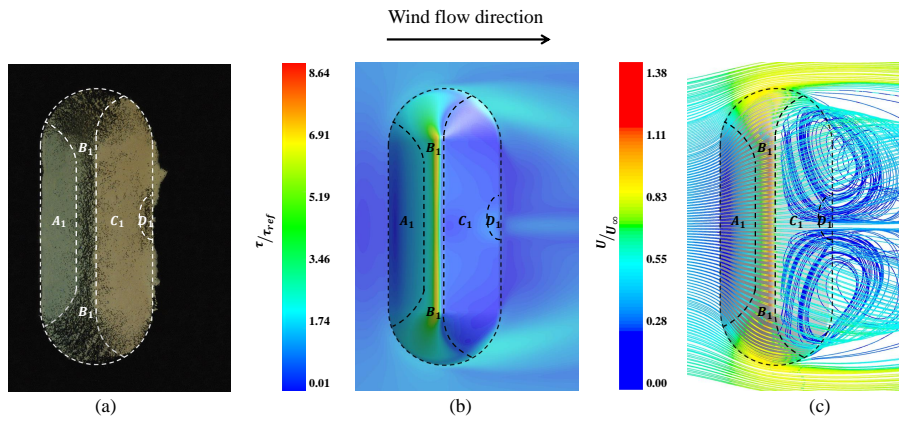 Wind flow direction
A₁
B₁
C₁
D₁
(a)
τ/τref
8.64
6.91
5.19
3.46
1.74
0.01
A₁
B₁
B₁
C₁
D₁
(b)
U/U∞
1.38
1.11
0.83
0.55
0.28
0.00
A₁
B₁
B₁
C₁
D₁
(c)